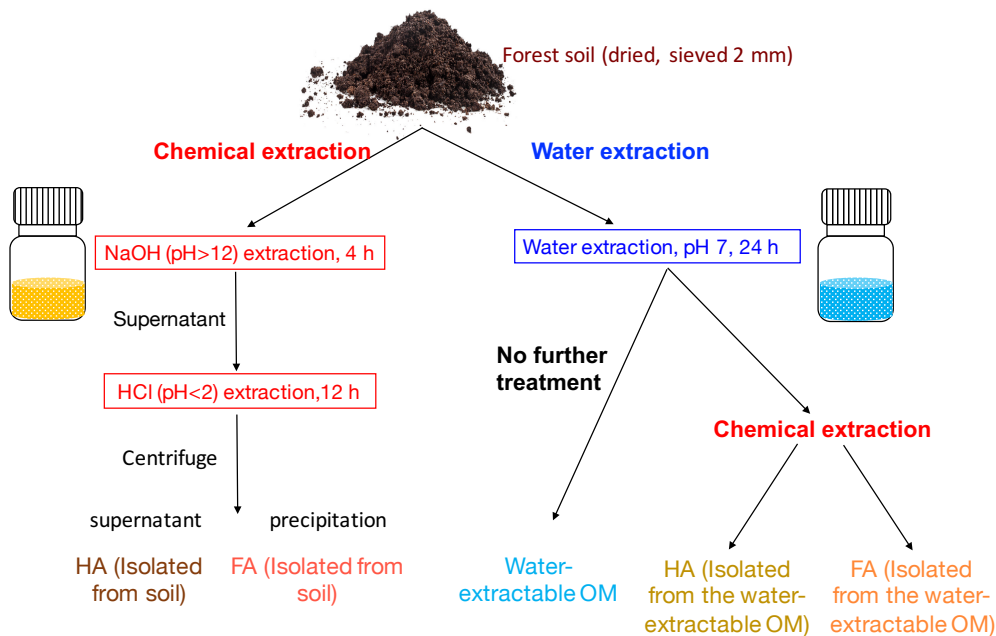 Forest soil (dried, sieved 2 mm)
Chemical extraction
Water extraction
NaOH (pH>12) extraction, 4 h
Water extraction, pH 7, 24 h
Supernatant
No further
treatment
HCl (pH<2) extraction,12 h
Chemical extraction
Centrifuge
supernatant
precipitation
HA (Isolated
from soil)
FA (Isolated from
soil)
Water-
extractable OM
HA (Isolated
from the water-
extractable OM)
FA (Isolated
from the water-
extractable OM)